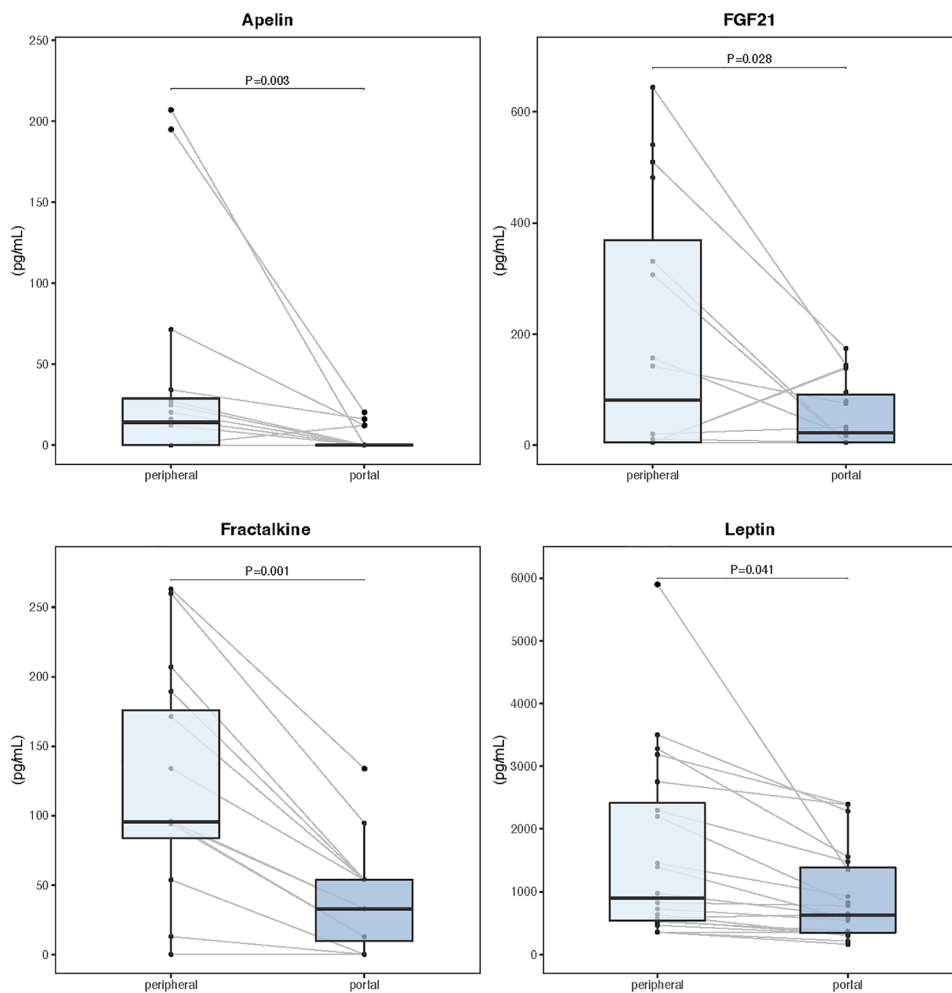 Apelin
250
200
150
100
50
0
(pg/mL)
P=0.003
peripheral
portal
FGF21
600
400
200
0
(pg/mL)
P=0.028
peripheral
portal
Fractalkine
250
200
150
100
50
0
(pg/mL)
P=0.001
peripheral
portal
Leptin
6000
5000
4000
3000
2000
1000
0
(pg/mL)
P=0.041
peripheral
portal